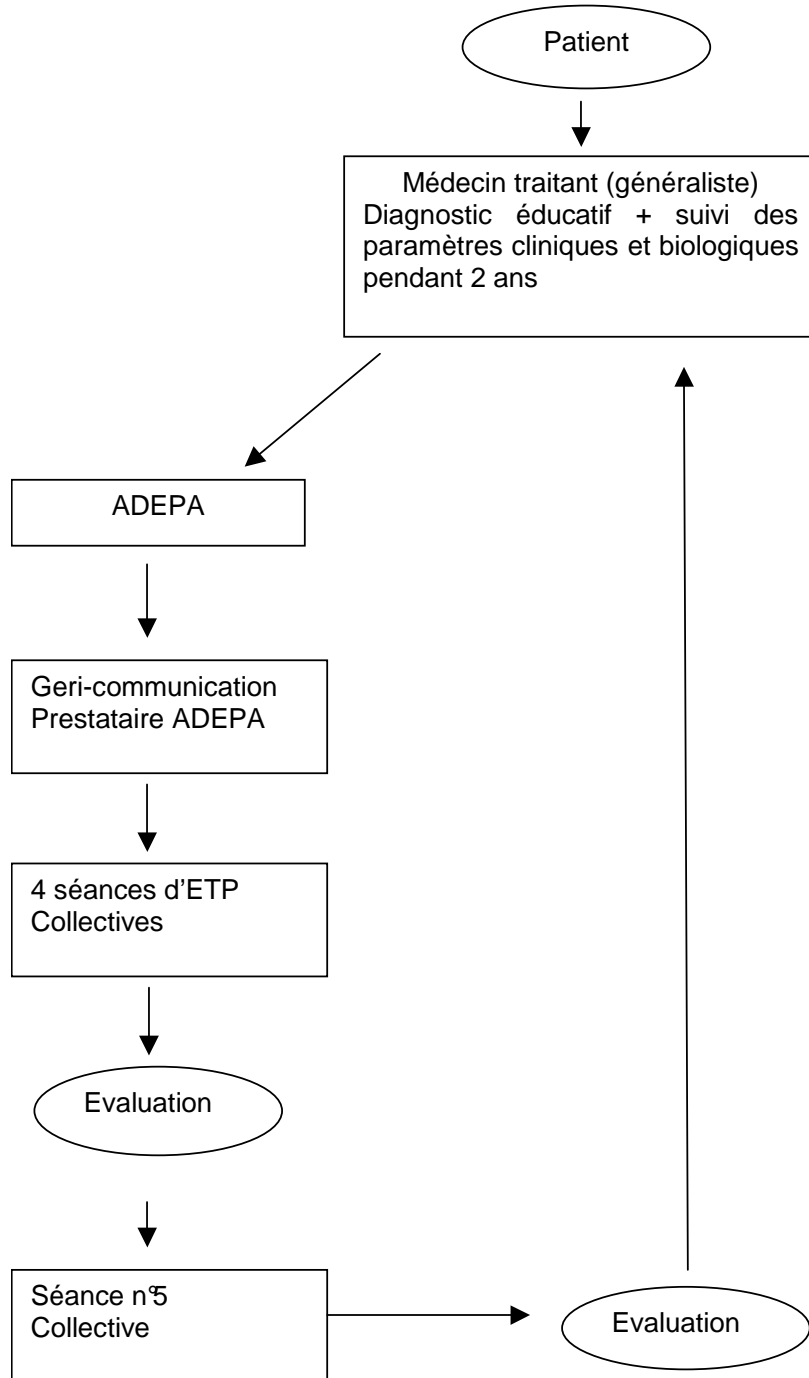 Patient
Médecin traitant (généraliste)
Diagnostic éducatif + suivi des
paramètres cliniques et biologiques
pendant 2 ans
ADEPA
Geri-communication
Prestataire ADEPA
4 séances d'ETP
Collectives
Evaluation
Séance n°5
Collective
Evaluation